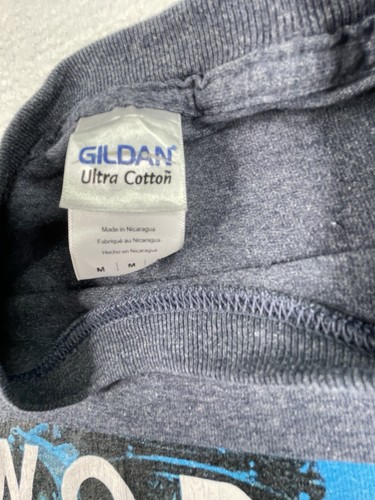 GILDAN®
Ultra Cotton®
Made in Nicaragua
Fabriqué au Nicaragua
Hecho en Nicaragua
M M